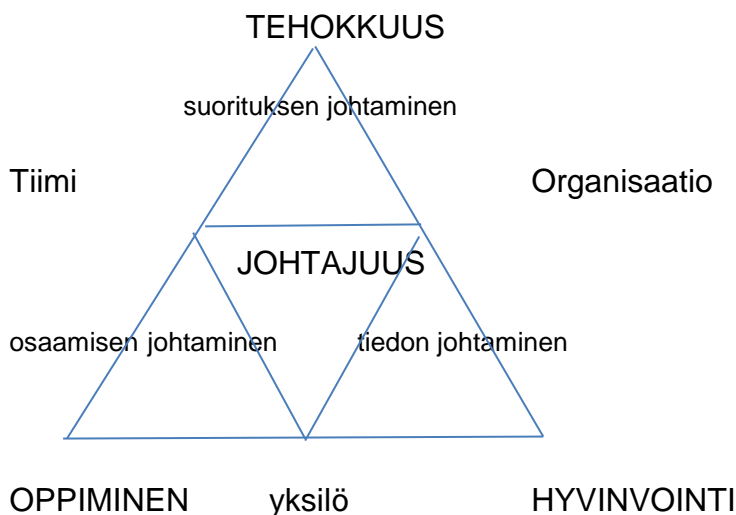 TEHOKKUUS
suorituksen johtaminen
Tiimi Organisaatio
JOHTAJUUS
osaamisen johtaminen tiedon johtaminen
OPPIMINEN yksilö HYVINVOINTI